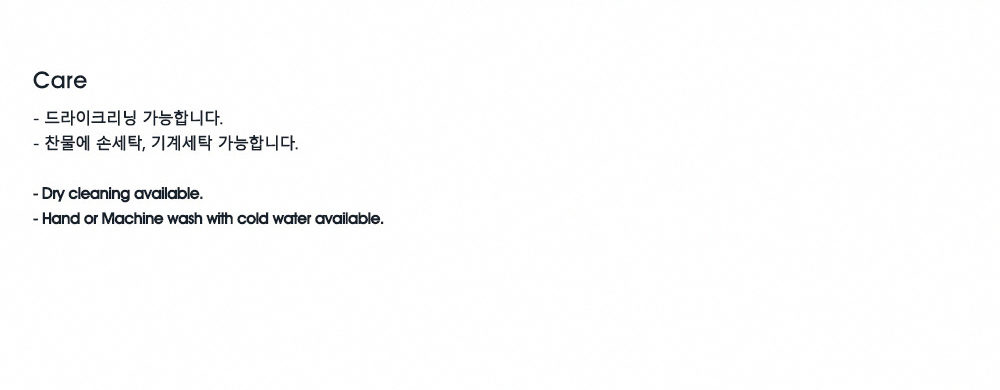 Care
- 드라이크리닝 가능합니다.
- 찬물에 손세탁, 기계세탁 가능합니다.
- Dry cleaning available.
- Hand or Machine wash with cold water available.